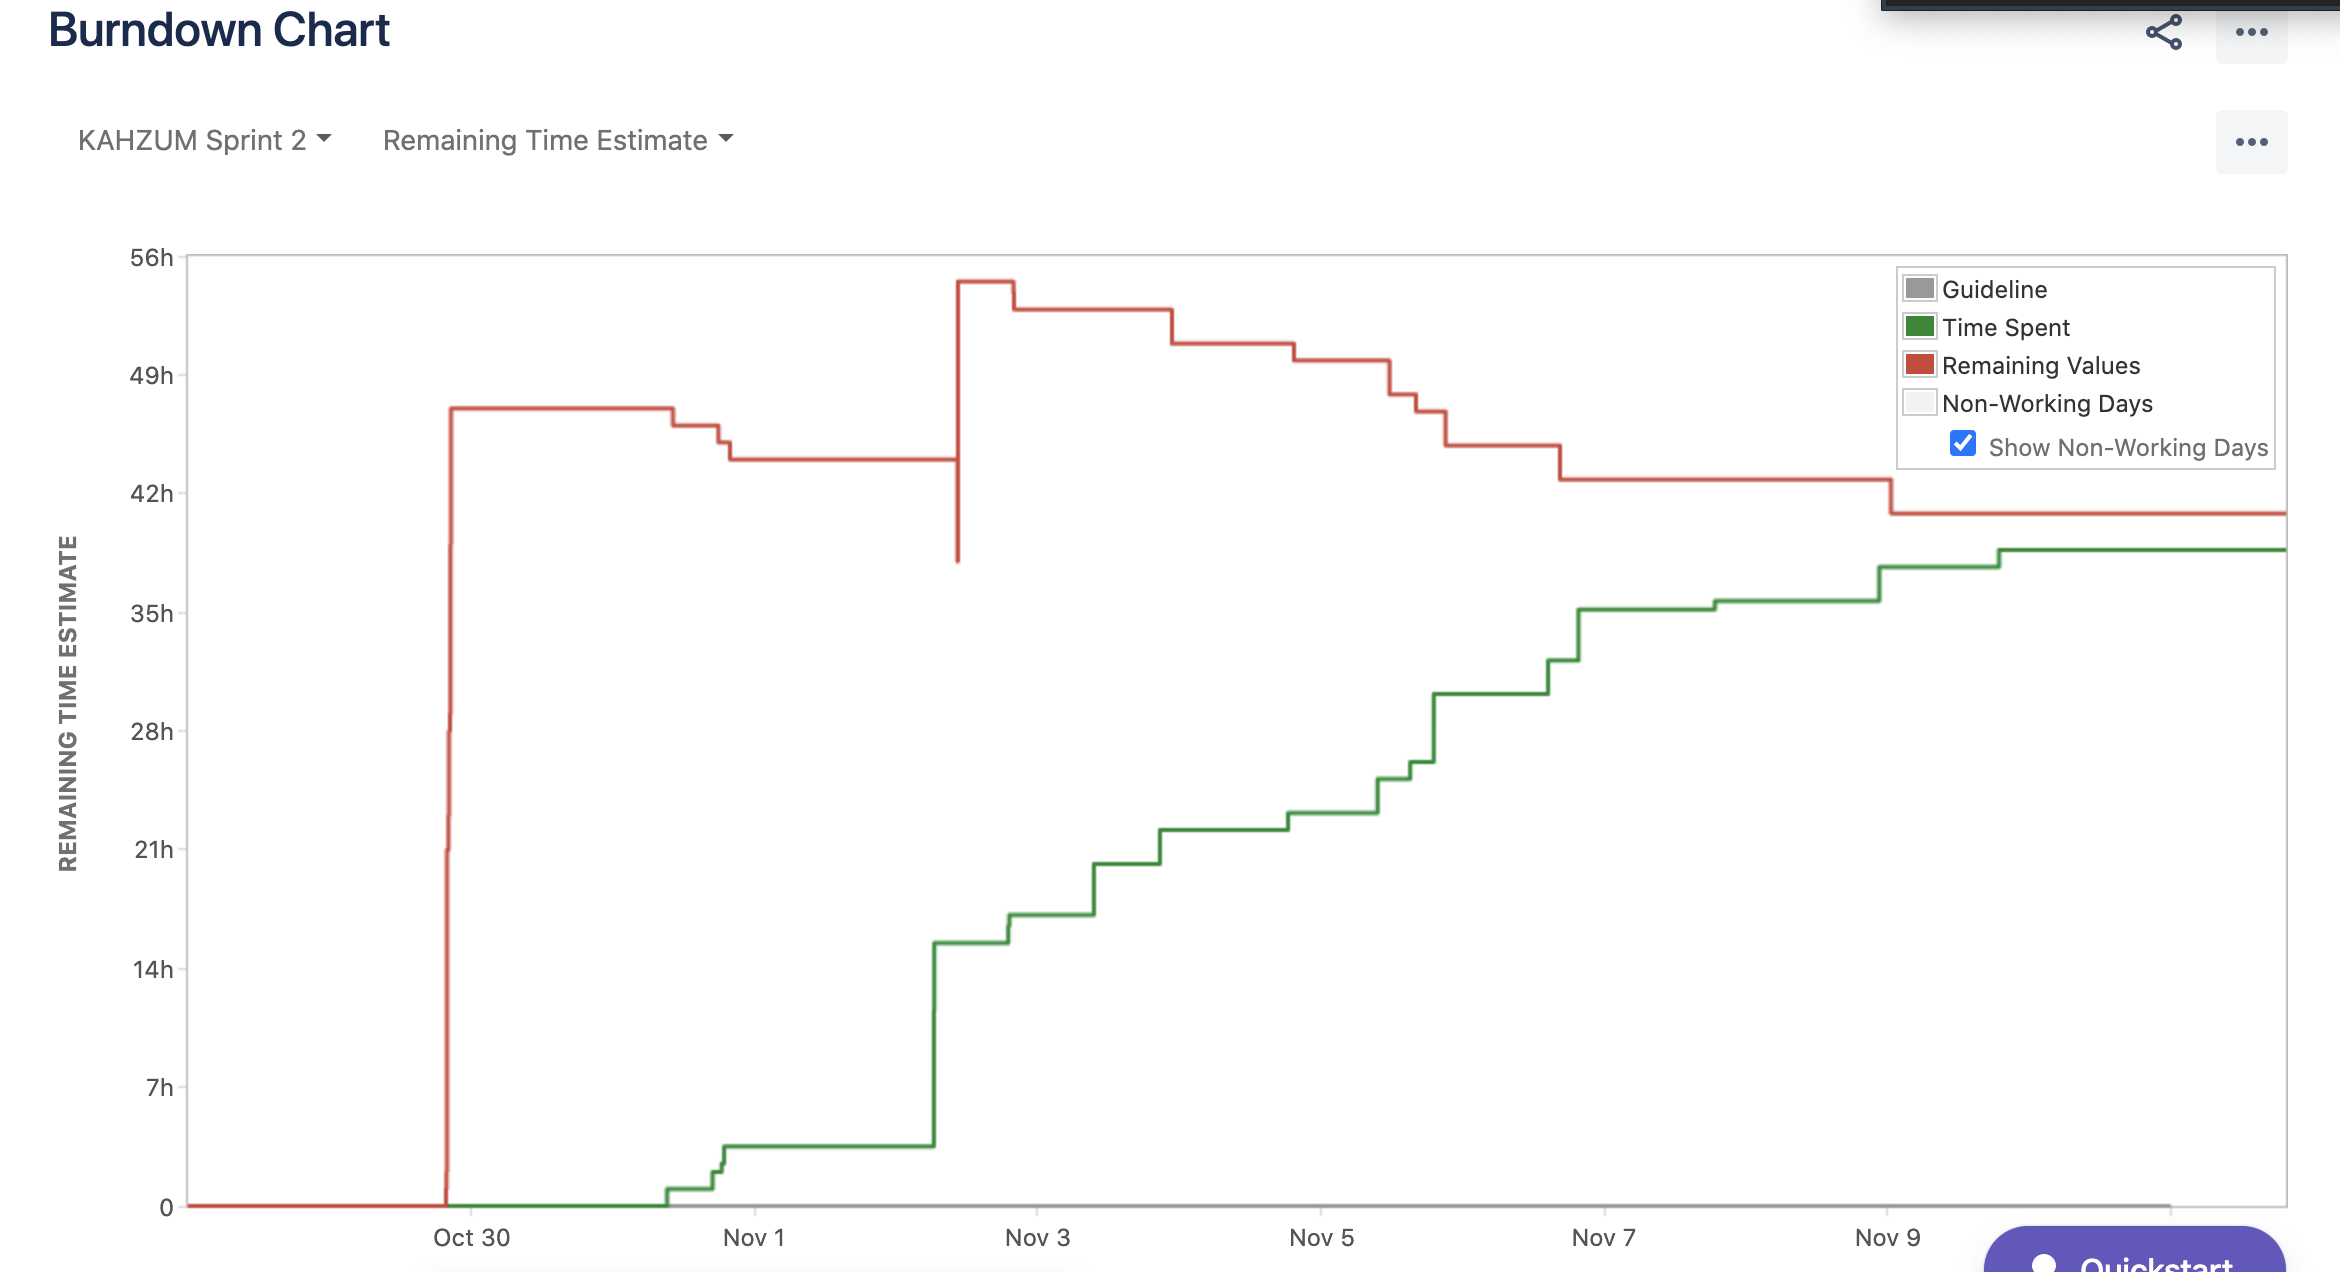 Burndown Chart
KAHZUM Sprint 2
Remaining Time Estimate
56h
49h
42h
35h
28h
21h
14h
7h
0
REMAINING TIME ESTIMATE
Guideline
Time Spent
Remaining Values
Non-Working Days
Show Non-Working Days
Oct 30
Nov 1
Nov 3
Nov 5
Nov 7
Nov 9
Quickstart